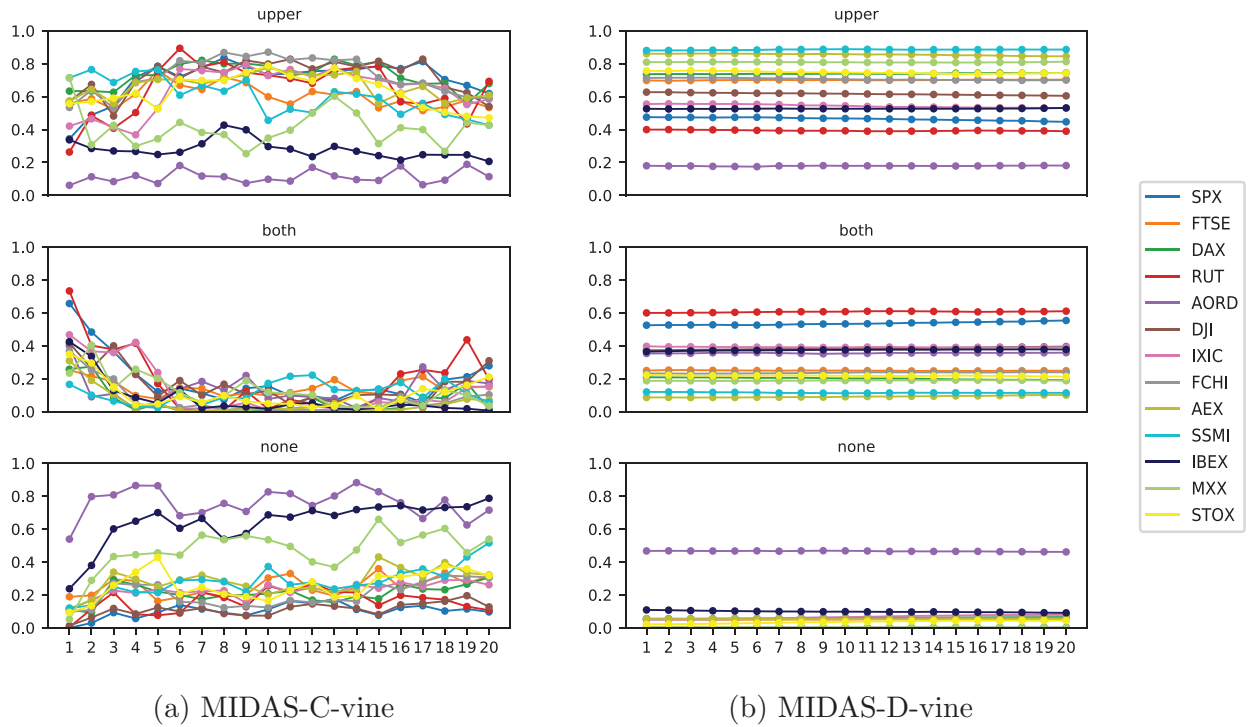 upper
1.0
0.8
0.6
0.4
0.2
0.0
both
1.0
0.8
0.6
0.4
0.2
0.0
none
1.0
0.8
0.6
0.4
0.2
0.0
1 2 3 4 5 6 7 8 9 10 11 12 13 14 15 16 17 18 19 20
(a) MIDAS-C-vine
upper
1.0
0.8
0.6
0.4
0.2
0.0
both
1.0
0.8
0.6
0.4
0.2
0.0
none
1.0
0.8
0.6
0.4
0.2
0.0
1 2 3 4 5 6 7 8 9 10 11 12 13 14 15 16 17 18 19 20
(b) MIDAS-D-vine
SPX
FTSE
DAX
RUT
AORD
DJI
IXIC
FCHI
AEX
SSMI
IBEX
MXX
STOX